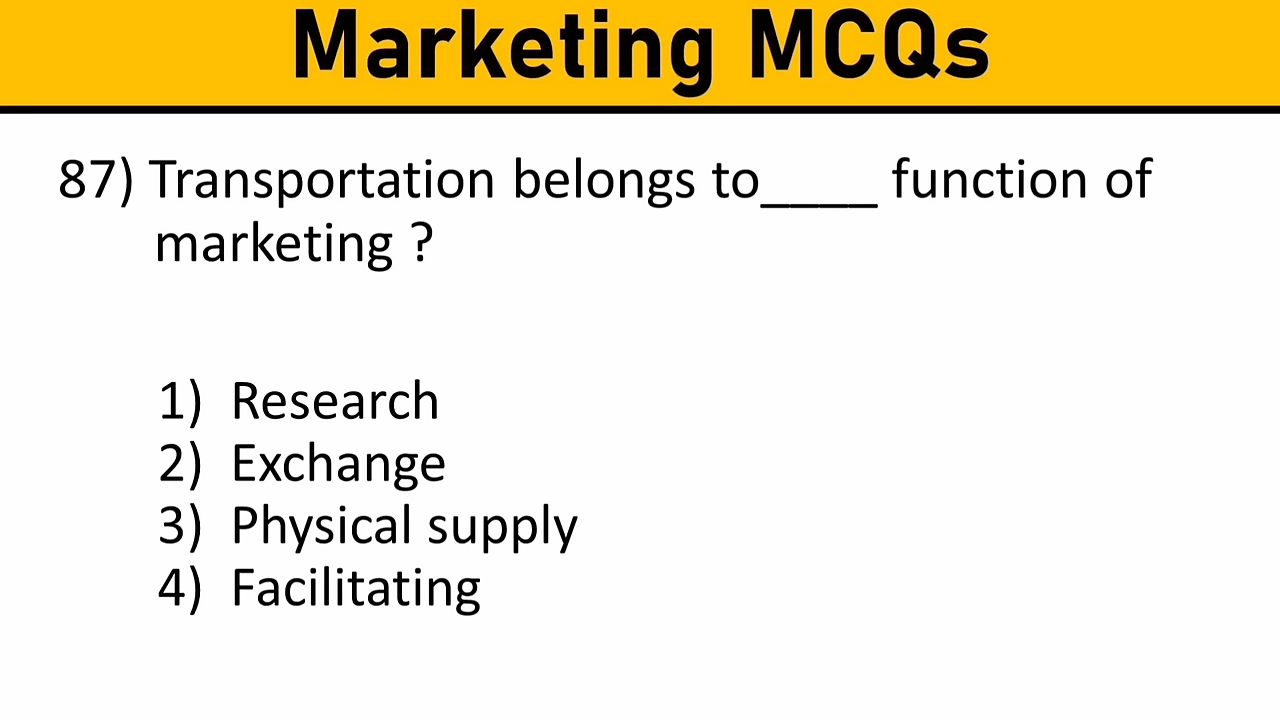 Marketing MCQs
87) Transportation belongs to____ function of
marketing ?
1) Research
2) Exchange
3) Physical supply
4) Facilitating